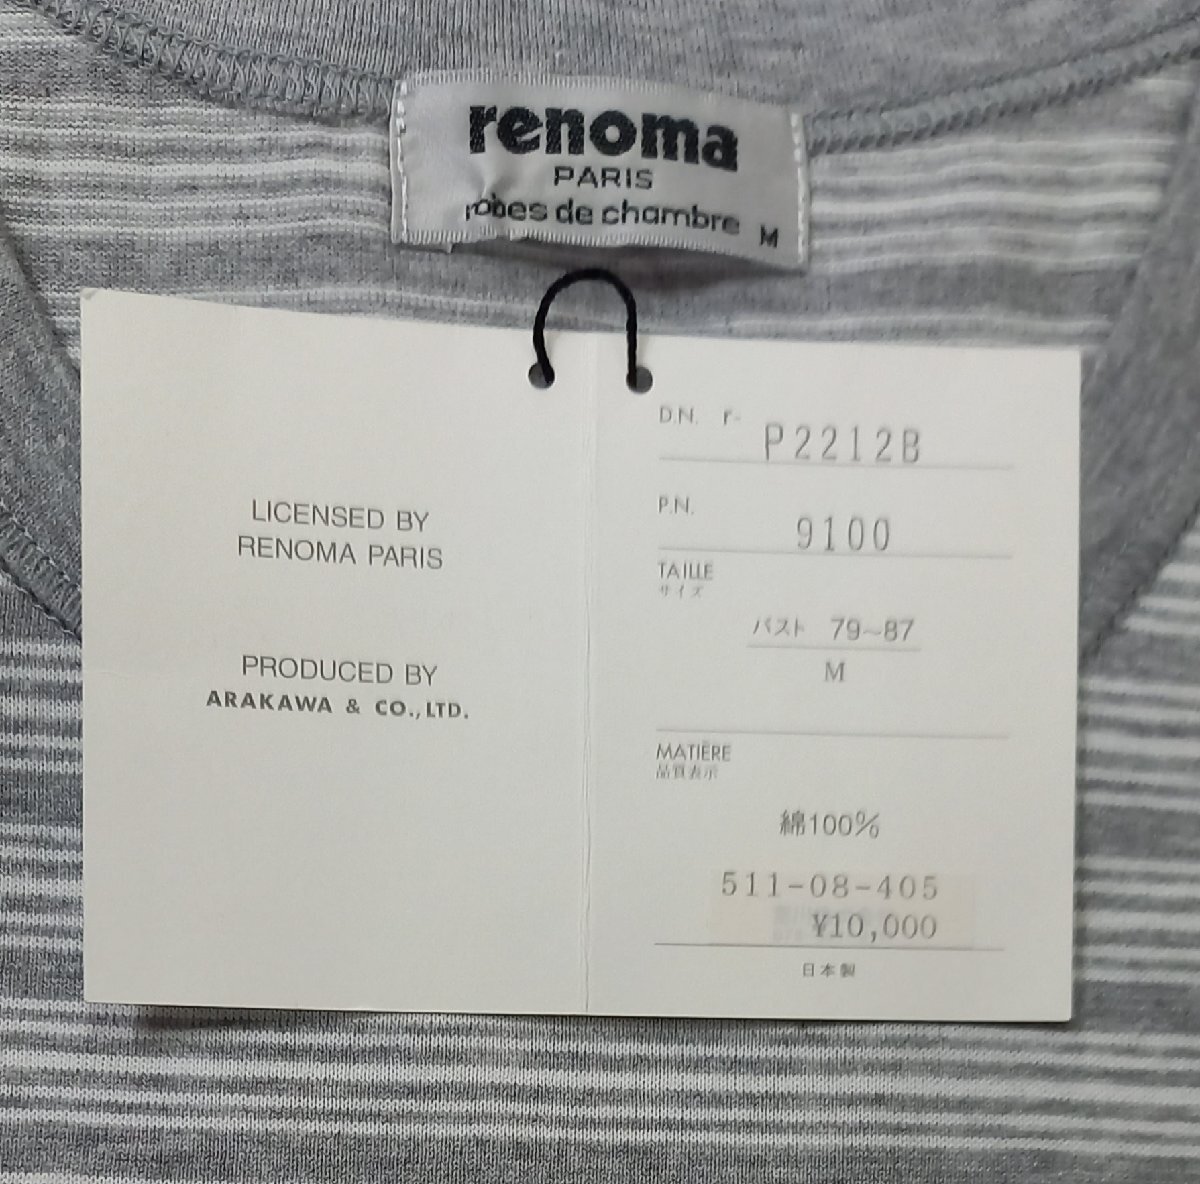 renoma
PARIS
robes de chambre M
LICENSED BY
RENOMA PARIS
PRODUCED BY
ARAKAWA & CO.,LTD.
D.N. r- P2212B
P.N. 9100
TAILLE
サイズ
バスト 79~87
M
MATIÈRE
品質表示
綿100%
511-08-405
¥10,000
日本製